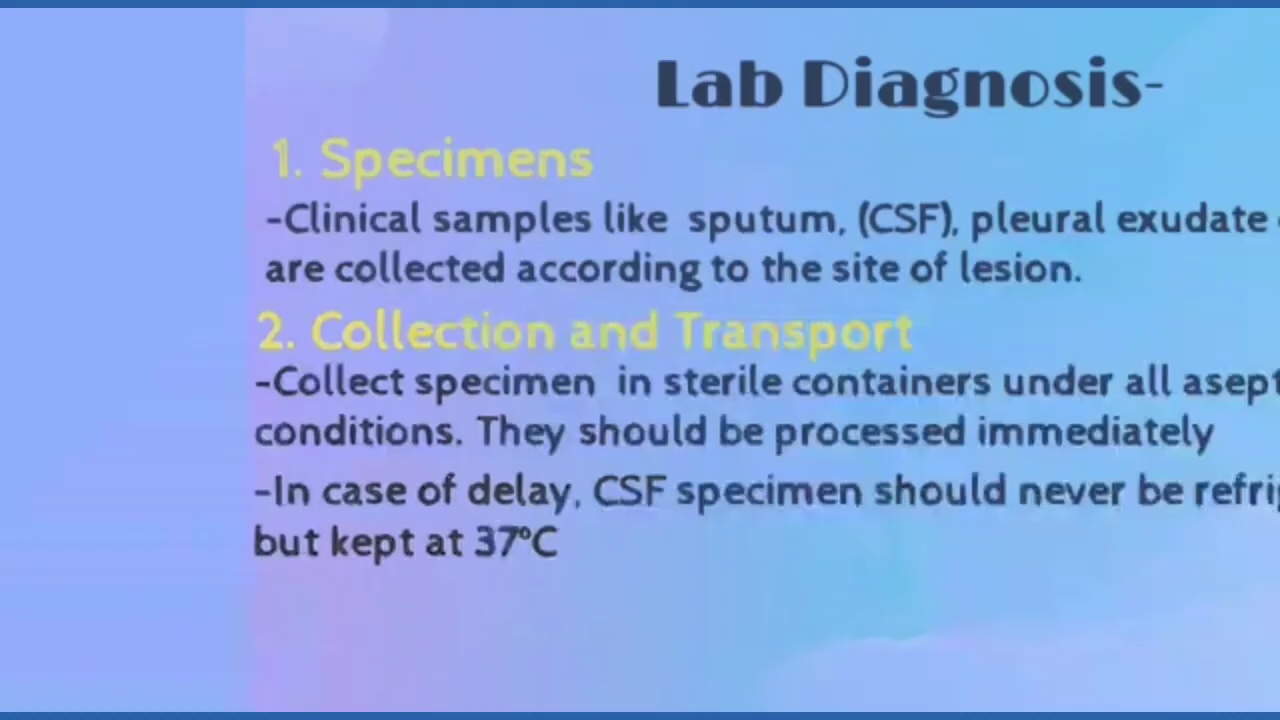 Lab Diagnosis-
1. Specimens
-Clinical samples like sputum, (CSF), pleural exudate
are collected according to the site of lesion.
2. Collection and Transport
-Collect specimen in sterile containers under all asept
conditions. They should be processed immediately
-In case of delay, CSF specimen should never be refri
but kept at 37°C